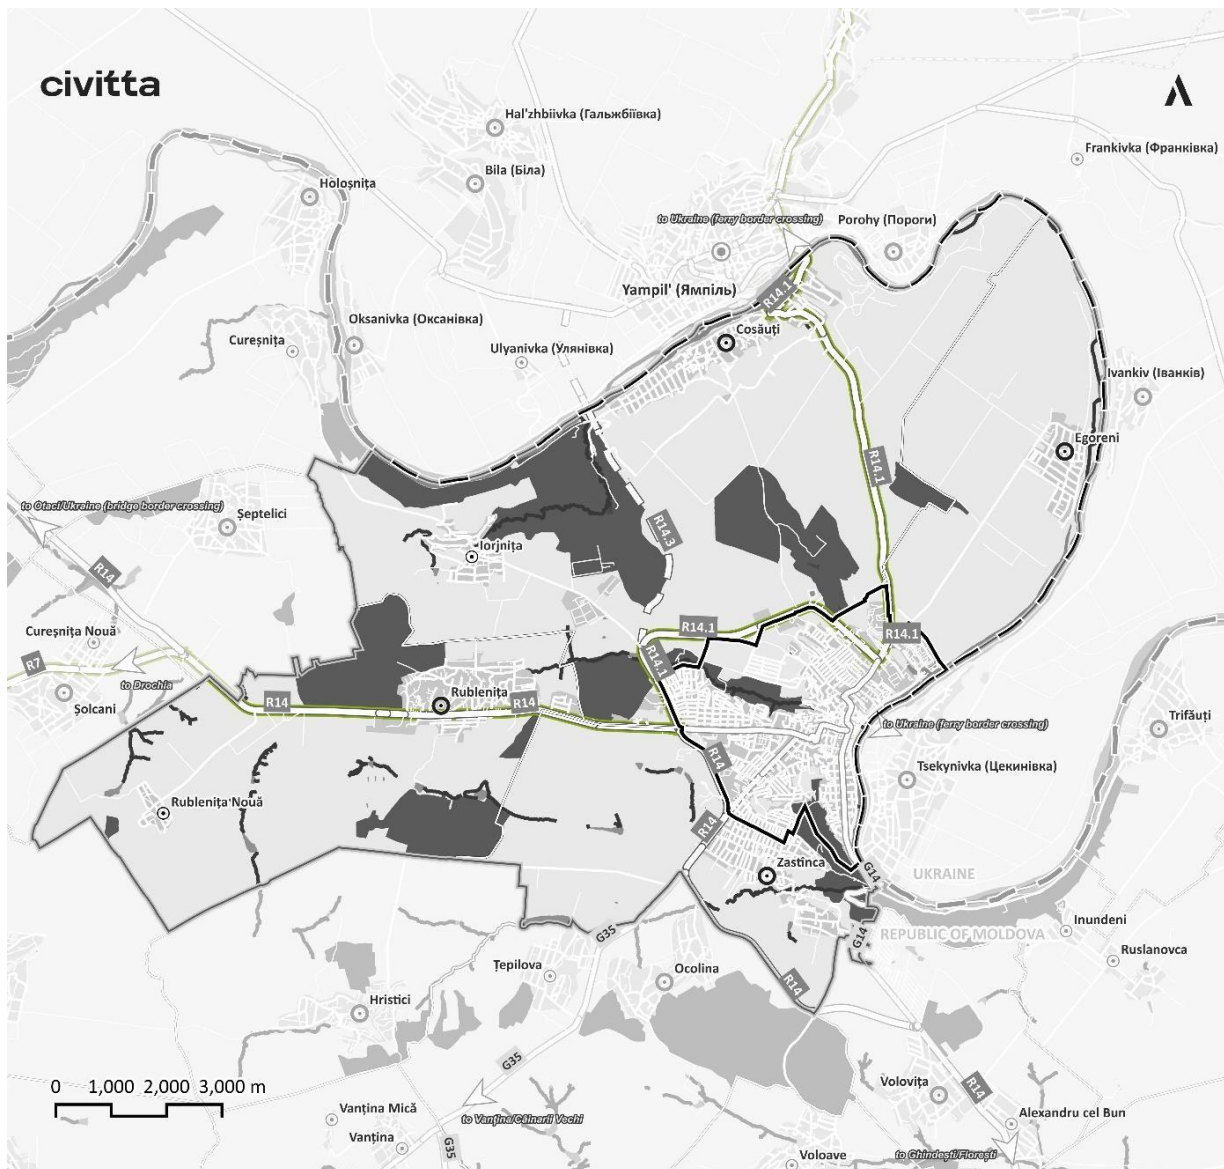 civitta
Hal'zhbiivka (Гальжбіївка)
Frankivka (Франківка)
Bila (Біла)
Holoșnița
to Ukraine (ferry border crossing)
Porohy (Пороги)
Yampil' (Ямпіль)
R14.1
Oksanivka (Оксанівка)
Cosăuți
Cureșnița
Ulyanivka (Улянівка)
Ivankiv (Іванків)
Egoreni
R14.1
to Otaci/Ukraine (bridge border crossing)
Șeptelici
R14.3
Iorjnița
R14
Cureșnița Nouă
R14.1
R14.1
R7
R14.1
to Drochia
Rublenița
Șolcani
R14
R14
to Ukraine (ferry border crossing)
Trifăuți
R14
Tsekynivka (Цекинівка)
Rublenița Nouă
R14
Zastînca
G14
UKRAINE
Inundeni
G35
G14
REPUBLIC OF MOLDOVA
Ruslanovca
Țepilova
Ocolina
R14
Hristici
G35
0 1,000 2,000 3,000 m
R14
Volovița
Vanțina Mică
to Vanțina/Căinarii Vechi
Alexandru cel Bun
Vanțina
G35
to Ghindești/Florești
Voloave